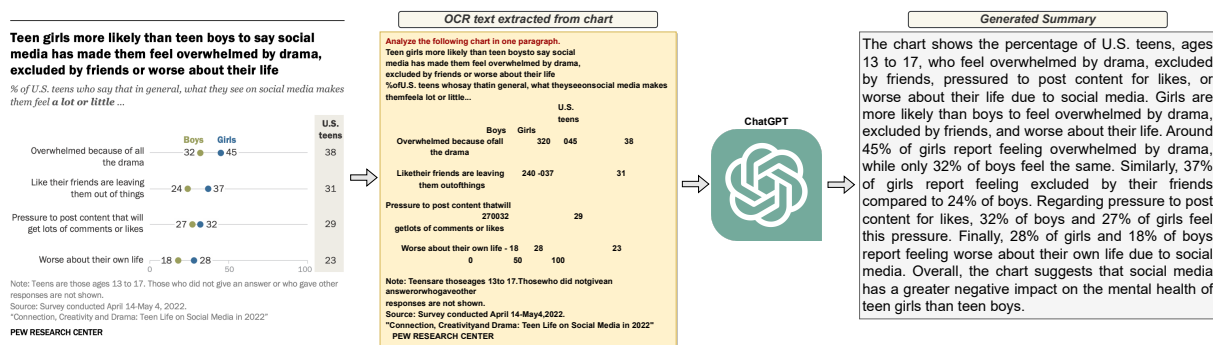 Teen girls more likely than teen boys to say social
media has made them feel overwhelmed by drama,
excluded by friends or worse about their life
% of U.S. teens who say that in general, what they see on social media makes
them feel a lot or little ...
U.S.
teens
Boys Girls
Overwhelmed because of all
the drama
32 45 38
Like their friends are leaving
them out of things
24 37 31
Pressure to post content that will
get lots of comments or likes
27 32 29
Worse about their own life
18 28 23
0 50 100
Note: Teens are those ages 13 to 17. Those who did not give an answer or who gave other
responses are not shown.
Source: Survey conducted April 14-May 4, 2022.
"Connection, Creativity and Drama: Teen Life on Social Media in 2022"
PEW RESEARCH CENTER
OCR text extracted from chart
Analyze the following chart in one paragraph.
Teen girls more likely than teen boysto say social
media has made them feel overwhelmed by drama,
excluded by friends or worse about their life
%ofU.S. teens whosay thatin general, what theyseeonsocial media makes
themfeela lot or little...
U.S.
teens
Boys Girls
Overwhelmed because ofall 320 045 38
the drama
Liketheir friends are leaving 240 -037 31
them outofthings
Pressure to post content thatwill
270032 29
getlots of comments or likes
Worse about their own life - 18 28 23
0 50 100
Note: Teensare thoseages 13to 17.Thosewho did notgivean
answerorwhogaveother
responses are not shown.
Source: Survey conducted April 14-May4,2022.
"Connection, Creativityand Drama: Teen Life on Social Media in 2022"
PEW RESEARCH CENTER
ChatGPT
Generated Summary
The chart shows the percentage of U.S. teens, ages
13 to 17, who feel overwhelmed by drama, excluded
by friends, pressured to post content for likes, or
worse about their life due to social media. Girls are
more likely than boys to feel overwhelmed by drama,
excluded by friends, and worse about their life. Around
45% of girls report feeling overwhelmed by drama,
while only 32% of boys feel the same. Similarly, 37%
of girls report feeling excluded by their friends
compared to 24% of boys. Regarding pressure to post
content for likes, 32% of boys and 27% of girls feel
this pressure. Finally, 28% of girls and 18% of boys
report feeling worse about their own life due to social
media. Overall, the chart suggests that social media
has a greater negative impact on the mental health of
teen girls than teen boys.